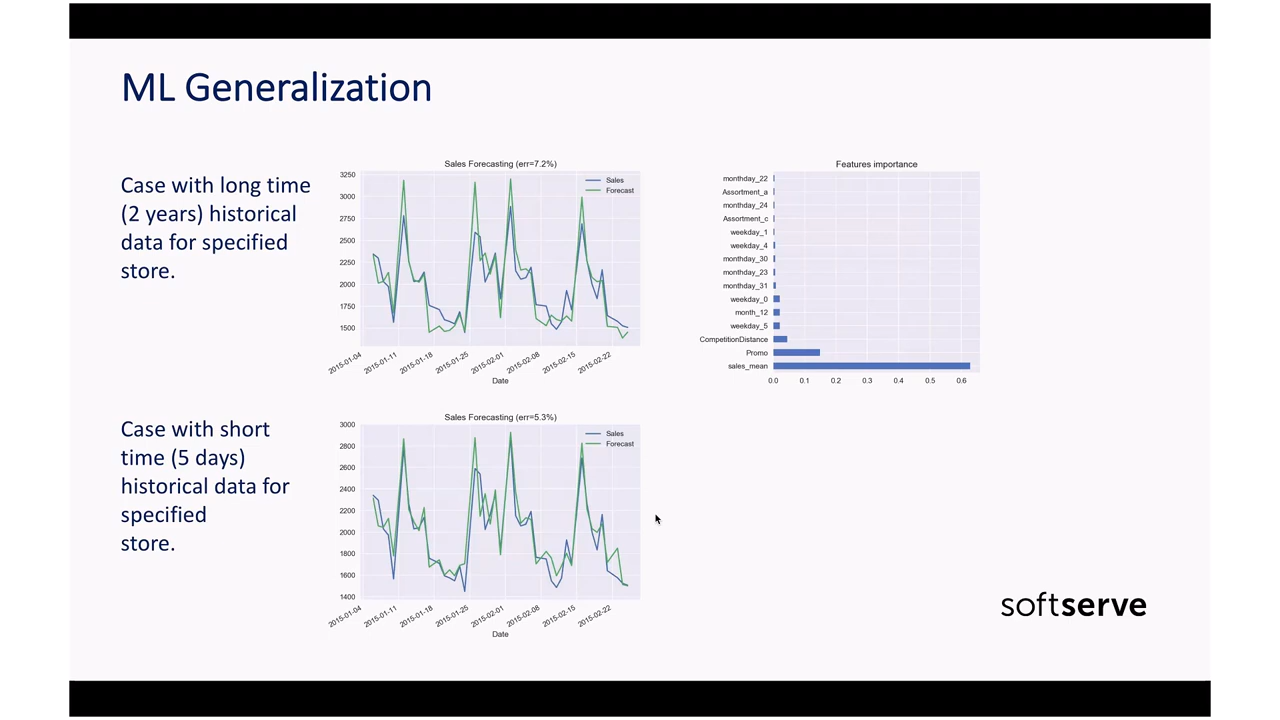 ML Generalization
Case with long time
(2 years) historical
data for specified
store.
Sales Forecasting (err=7.2%)
Sales
Forecast
3250
3000
2750
2500
2250
2000
1750
1500
2015-01-04
2015-01-11
2015-01-18
2015-01-25
2015-02-01
2015-02-08
2015-02-15
2015-02-22
Date
Features importance
monthday_22
Assortment_a
monthday_24
Assortment_c
weekday_1
weekday_4
monthday_30
monthday_23
monthday_31
weekday_0
month_12
weekday_5
CompetitionDistance
Promo
sales_mean
0.0 0.1 0.2 0.3 0.4 0.5 0.6
Case with short
time (5 days)
historical data for
specified
store.
Sales Forecasting (err=5.3%)
Sales
Forecast
3000
2800
2600
2400
2200
2000
1800
1600
1400
2015-01-04
2015-01-11
2015-01-18
2015-01-25
2015-02-01
2015-02-08
2015-02-15
2015-02-22
Date
softserve